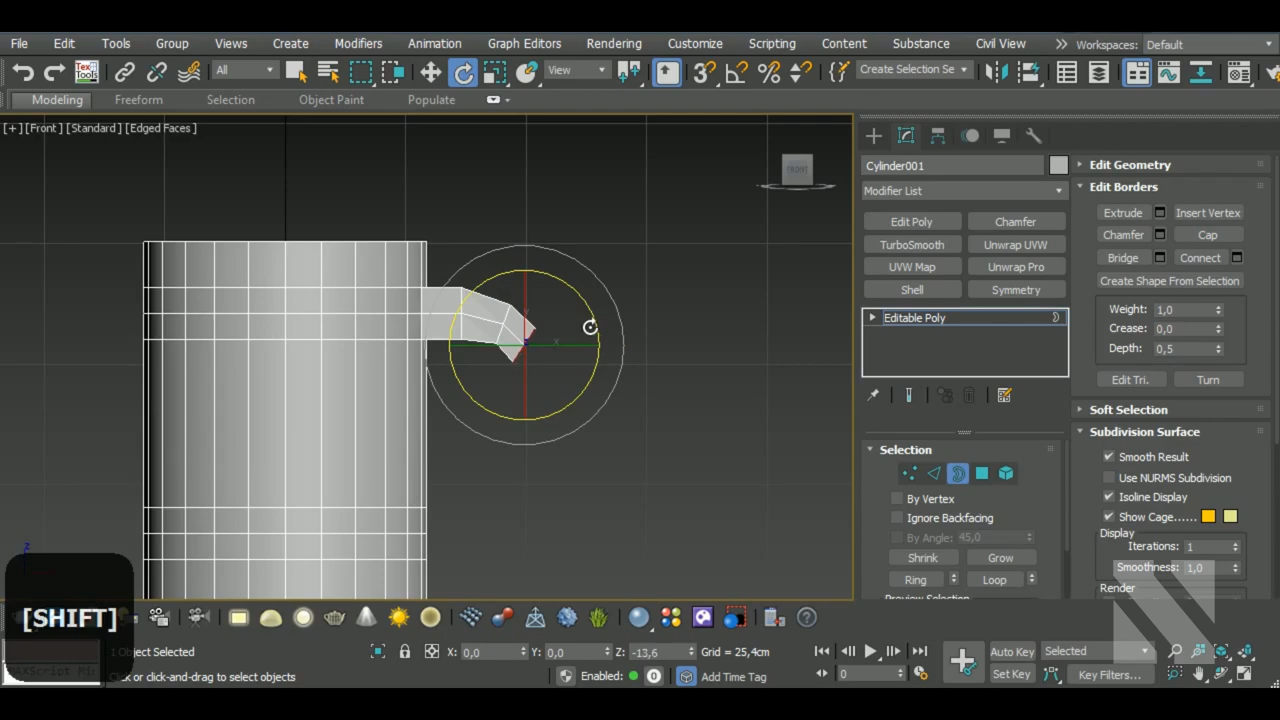 File Edit Tools Group Views Create Modifiers Animation Graph Editors Rendering Customize Scripting Content Substance Civil View Workspaces: Default
Tex Tools All View Create Selection Se
Modeling Freeform Selection Object Paint Populate
[+] [Front] [Standard] [Edged Faces]
FRONT
Cylinder001
Modifier List
Edit Poly Chamfer
TurboSmooth Unwrap UVW
UVW Map Unwrap Pro
Shell Symmetry
Editable Poly
Selection
By Vertex
Ignore Backfacing
By Angle: 45,0
Shrink Grow
Ring Loop
Edit Geometry
Edit Borders
Extrude Insert Vertex
Chamfer Cap
Bridge Connect
Create Shape From Selection
Weight: 1,0
Crease: 0,0
Depth: 0,5
Edit Tri. Turn
Soft Selection
Subdivision Surface
Smooth Result
Use NURMS Subdivision
Isoline Display
Show Cage......
Display
Iterations: 1
Smoothness: 1,0
Render
x
z
[SHIFT]
1 Object Selected X: 0,0 Y: 0,0 Z: -13,6 Grid = 25,4cm Auto Key Selected
or click-and-drag to select objects Enabled: 0 Add Time Tag 0 Set Key Key Filters...